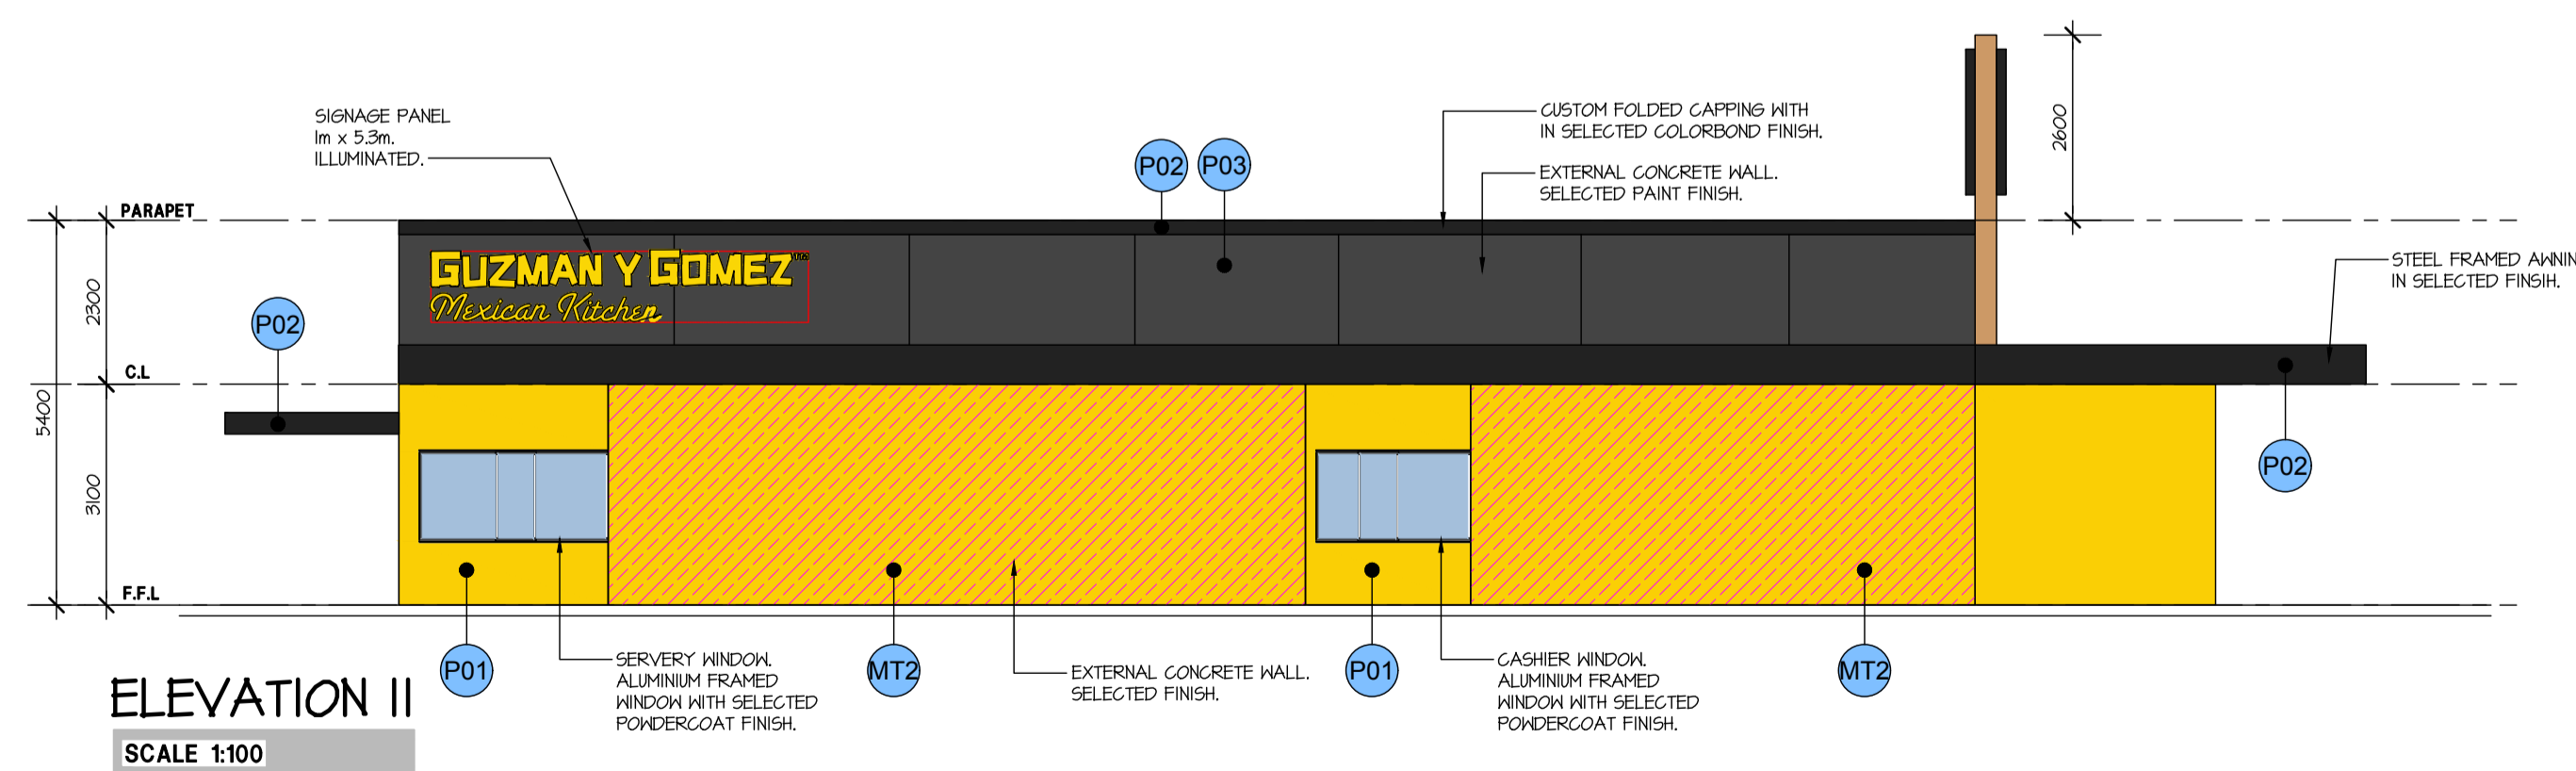 SIGNAGE PANEL
1m x 5.3m.
ILLUMINATED.
CUSTOM FOLDED CAPPING WITH
IN SELECTED COLORBOND FINISH.
EXTERNAL CONCRETE WALL.
SELECTED PAINT FINISH.
2600
P02
P03
PARAPET
GUZMAN Y GOMEZ™
Mexican Kitchen
STEEL FRAMED AWNIN
IN SELECTED FINSIH.
2300
P02
C.L
5400
3100
P02
F.F.L
P01
SERVERY WINDOW.
ALUMINIUM FRAMED
WINDOW WITH SELECTED
POWDERCOAT FINISH.
MT2
EXTERNAL CONCRETE WALL.
SELECTED FINISH.
P01
CASHIER WINDOW.
ALUMINIUM FRAMED
WINDOW WITH SELECTED
POWDERCOAT FINISH.
MT2
ELEVATION II
SCALE 1:100